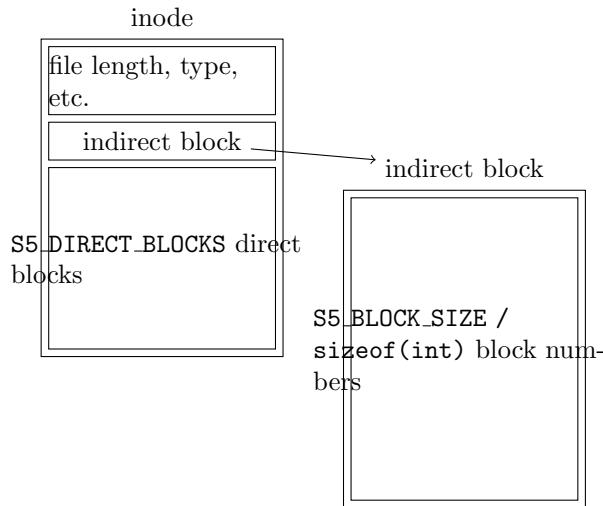 inode
file length, type,
etc.
indirect block
indirect block
S5_DIRECT_BLOCKS direct
blocks
S5_BLOCK_SIZE /
sizeof(int) block num-
bers